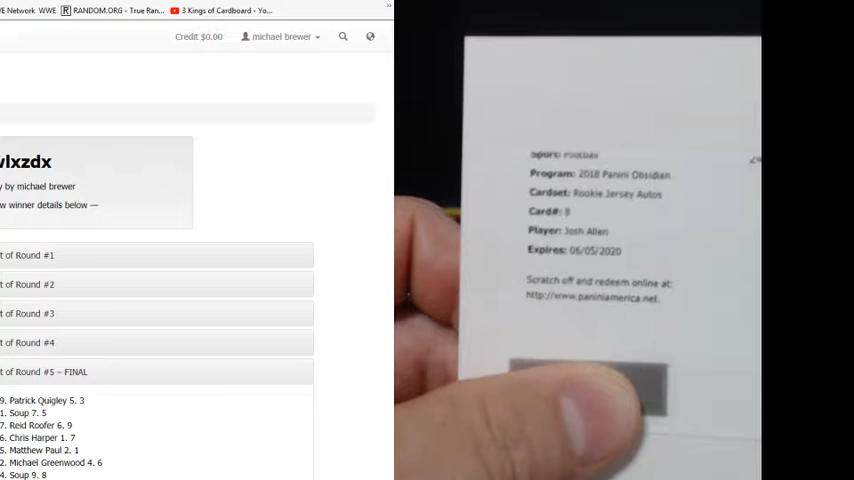 E Network WWE RANDOM.ORG - True Ran... 3 Kings of Cardboard - Yo... »
Credit $0.00 michael brewer
vlxzdx
y by michael brewer
w winner details below —
t of Round #1
t of Round #2
t of Round #3
t of Round #4
t of Round #5 – FINAL
9. Patrick Quigley 5. 3
1. Soup 7. 5
7. Reid Roofer 6. 9
6. Chris Harper 1. 7
5. Matthew Paul 2. 1
2. Michael Greenwood 4. 6
4. Soup 9. 8
Sport: Football
Program: 2018 Panini Obsidian
Cardset: Rookie Jersey Autos
Card#: 8
Player: Josh Allen
Expires: 06/05/2020
Scratch off and redeem online at:
http://www.paniniamerica.net.